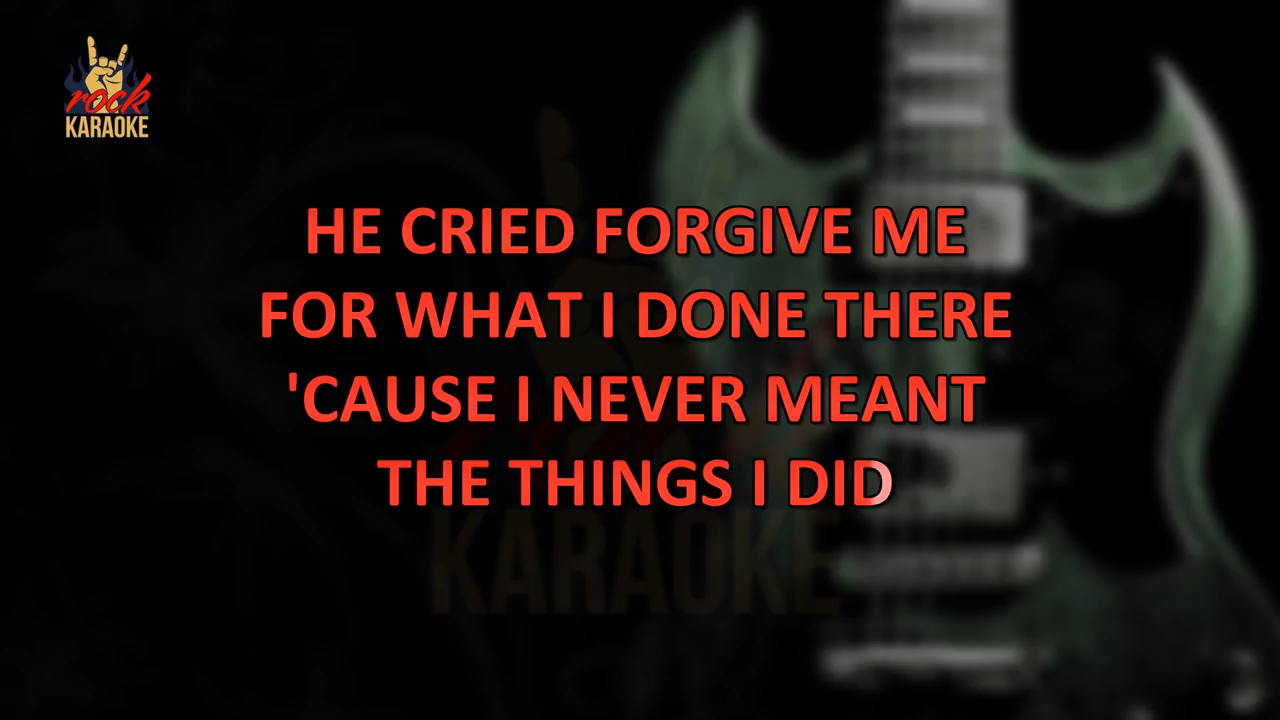 rock
KARAOKE
HE CRIED FORGIVE ME
FOR WHAT I DONE THERE
'CAUSE I NEVER MEANT
THE THINGS I DID
KARAOKE